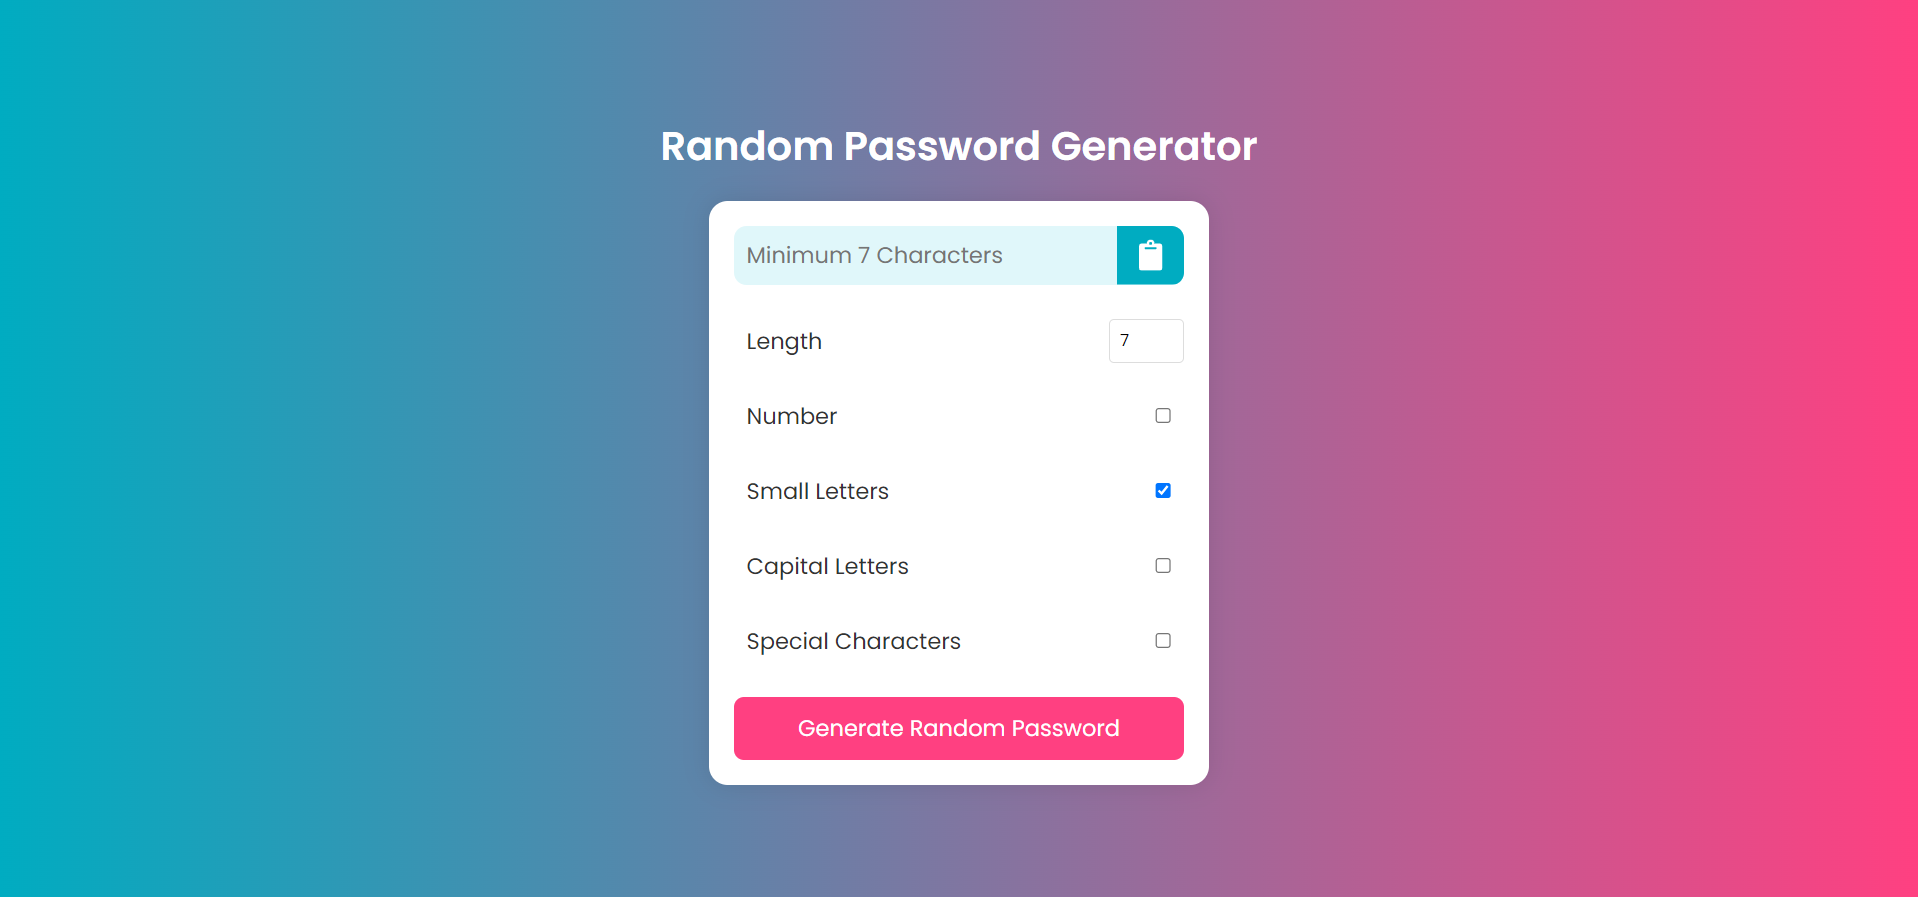 Random Password Generator
Minimum 7 Characters
Length 7
Number
Small Letters
Capital Letters
Special Characters
Generate Random Password